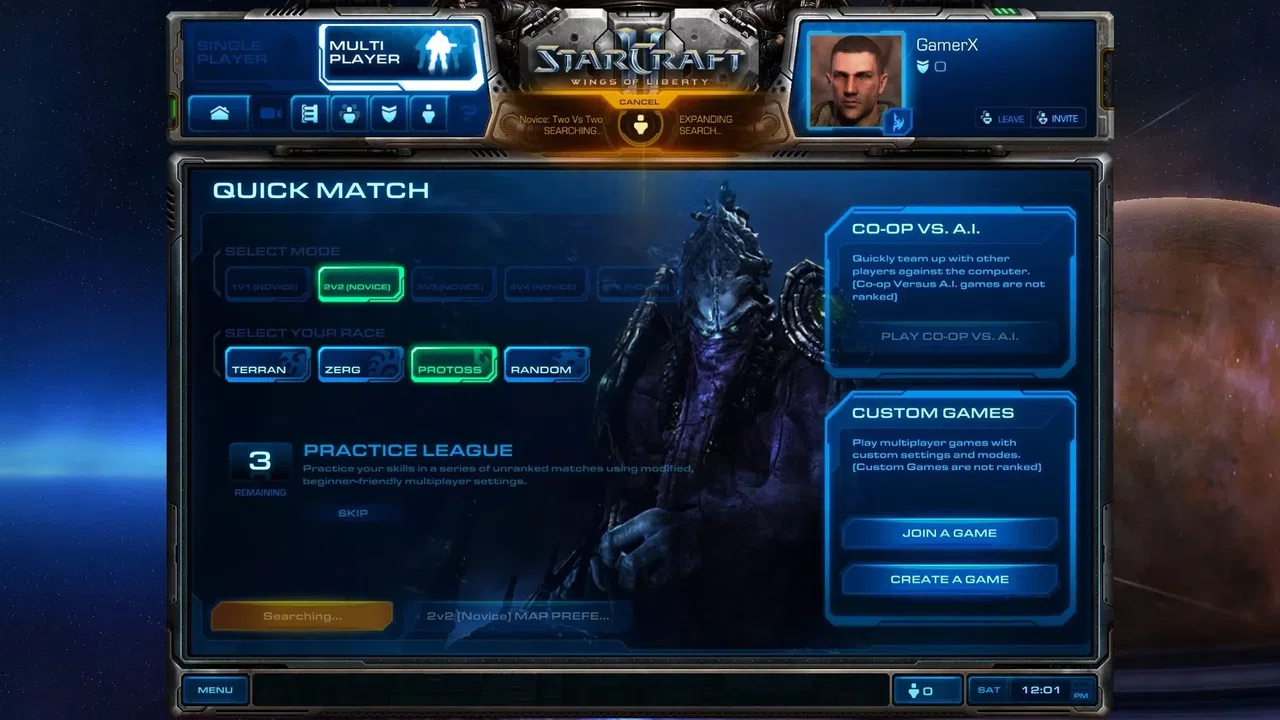 SINGLE
PLAYER
MULTI
PLAYER
STARCRAFT
II
WINGS OF LIBERTY
CANCEL
Novice: Two Vs Two
SEARCHING...
EXPANDING
SEARCH...
GamerX
0
LEAVE
INVITE
QUICK MATCH
SELECT MODE
1V1 [NOVICE]
2V2 [NOVICE]
3V3 [NOVICE]
4V4 [NOVICE]
SELECT YOUR RACE
TERRAN
ZERG
PROTOSS
RANDOM
3
REMAINING
PRACTICE LEAGUE
Practice your skills in a series of unranked matches using modified,
beginner-friendly multiplayer settings.
SKIP
Searching...
2v2 [Novice] MAP PREFE...
CO-OP VS. A.I.
Quickly team up with other
players against the computer.
[Co-op Versus A.I. games are not
ranked]
PLAY CO-OP VS. A.I.
CUSTOM GAMES
Play multiplayer games with
custom settings and modes.
[Custom Games are not ranked]
JOIN A GAME
CREATE A GAME
MENU
0
SAT
12:01
PM